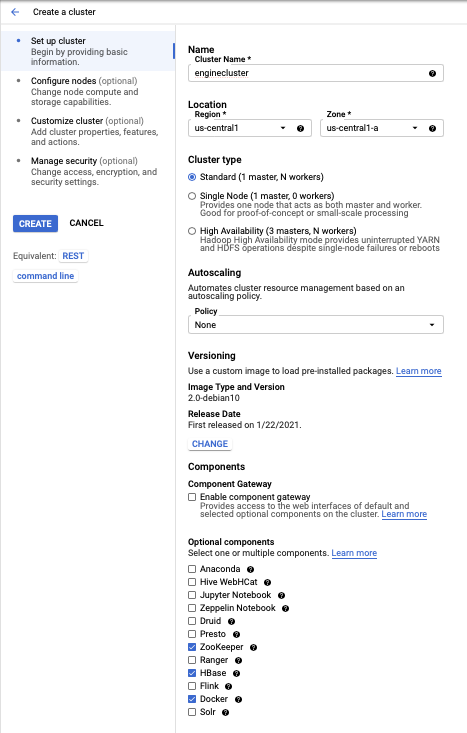 Create a cluster
Set up cluster
Begin by providing basic
information.
Configure nodes (optional)
Change node compute and
storage capabilities.
Customize cluster (optional)
Add cluster properties, features,
and actions.
Manage security (optional)
Change access, encryption, and
security settings.
CREATE CANCEL
Equivalent: REST
command line
Name
Cluster Name *
enginecluster
Location
Region * Zone *
us-central1 us-central1-a
Cluster type
Standard (1 master, N workers)
Single Node (1 master, 0 workers)
Provides one node that acts as both master and worker.
Good for proof-of-concept or small-scale processing
High Availability (3 masters, N workers)
Hadoop High Availability mode provides uninterrupted YARN
and HDFS operations despite single-node failures or reboots
Autoscaling
Automates cluster resource management based on an
autoscaling policy.
Policy
None
Versioning
Use a custom image to load pre-installed packages. Learn more
Image Type and Version
2.0-debian10
Release Date
First released on 1/22/2021.
CHANGE
Components
Component Gateway
Enable component gateway
Provides access to the web interfaces of default and
selected optional components on the cluster. Learn more
Optional components
Select one or multiple components. Learn more
Anaconda
Hive WebHCat
Jupyter Notebook
Zeppelin Notebook
Druid
Presto
ZooKeeper
Ranger
HBase
Flink
Docker
Solr